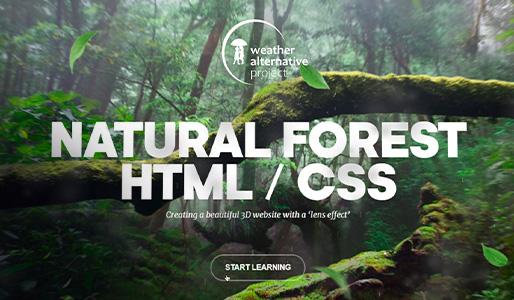 weather
alternative
project
NATURAL FOREST
HTML / CSS
Creating a beautiful 3D website with a 'lens effect'
START LEARNING